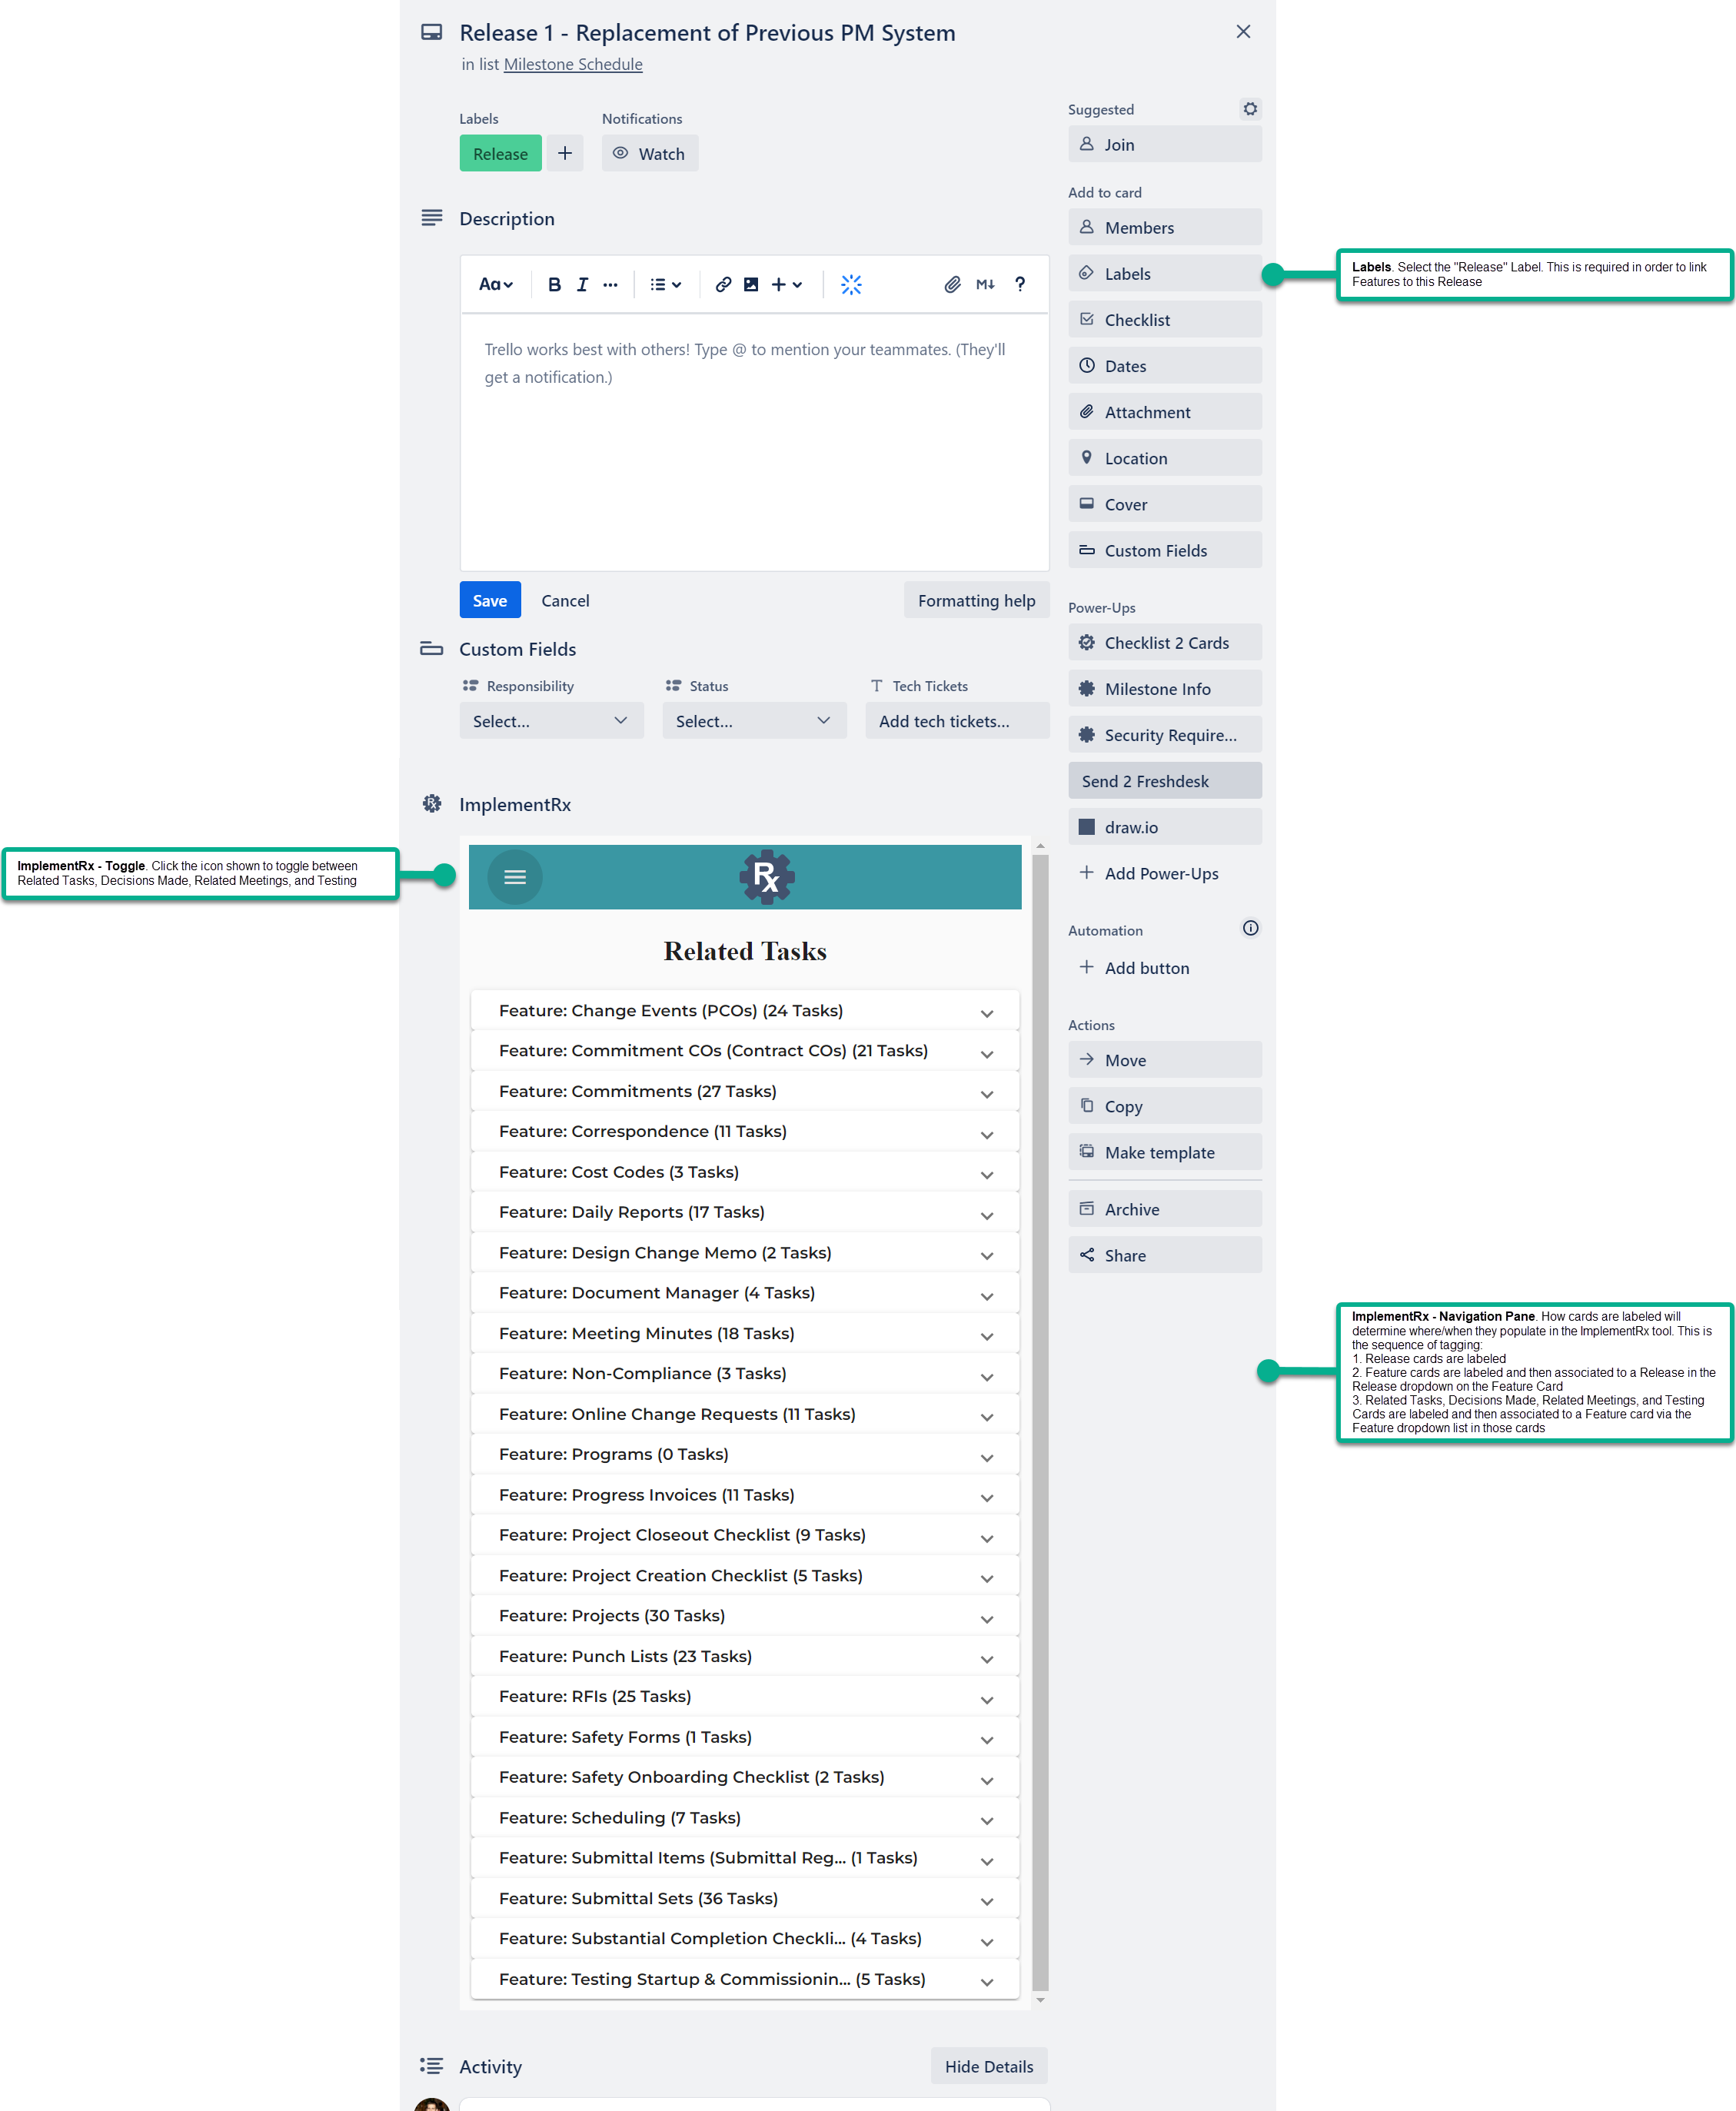 Release 1 - Replacement of Previous PM System
in list Milestone Schedule
Labels
Notifications
Release
Watch
Description
Aa
B
I
M↓
?
Trello works best with others! Type @ to mention your teammates. (They'll
get a notification.)
Save
Cancel
Formatting help
Custom Fields
Responsibility
Status
T Tech Tickets
Select...
Select...
Add tech tickets...
ImplementRx
Rx
Related Tasks
Feature: Change Events (PCOs) (24 Tasks)
Feature: Commitment COs (Contract COs) (21 Tasks)
Feature: Commitments (27 Tasks)
Feature: Correspondence (11 Tasks)
Feature: Cost Codes (3 Tasks)
Feature: Daily Reports (17 Tasks)
Feature: Design Change Memo (2 Tasks)
Feature: Document Manager (4 Tasks)
Feature: Meeting Minutes (18 Tasks)
Feature: Non-Compliance (3 Tasks)
Feature: Online Change Requests (11 Tasks)
Feature: Programs (0 Tasks)
Feature: Progress Invoices (11 Tasks)
Feature: Project Closeout Checklist (9 Tasks)
Feature: Project Creation Checklist (5 Tasks)
Feature: Projects (30 Tasks)
Feature: Punch Lists (23 Tasks)
Feature: RFIs (25 Tasks)
Feature: Safety Forms (1 Tasks)
Feature: Safety Onboarding Checklist (2 Tasks)
Feature: Scheduling (7 Tasks)
Feature: Submittal Items (Submittal Reg... (1 Tasks)
Feature: Submittal Sets (36 Tasks)
Feature: Substantial Completion Checkli... (4 Tasks)
Feature: Testing Startup & Commissionin... (5 Tasks)
Activity
Hide Details
Suggested
Join
Add to card
Members
Labels
Checklist
Dates
Attachment
Location
Cover
Custom Fields
Power-Ups
Checklist 2 Cards
Milestone Info
Security Require...
Send 2 Freshdesk
draw.io
Add Power-Ups
Automation
Add button
Actions
Move
Copy
Make template
Archive
Share
Labels. Select the "Release" Label. This is required in order to link
Features to this Release
ImplementRx - Toggle. Click the icon shown to toggle between
Related Tasks, Decisions Made, Related Meetings, and Testing
ImplementRx - Navigation Pane. How cards are labeled will
determine where/when they populate in the ImplementRx tool. This is
the sequence of tagging:
1. Release cards are labeled
2. Feature cards are labeled and then associated to a Release in the
Release dropdown on the Feature Card
3. Related Tasks, Decisions Made, Related Meetings, and Testing
Cards are labeled and then associated to a Feature card via the
Feature dropdown list in those cards